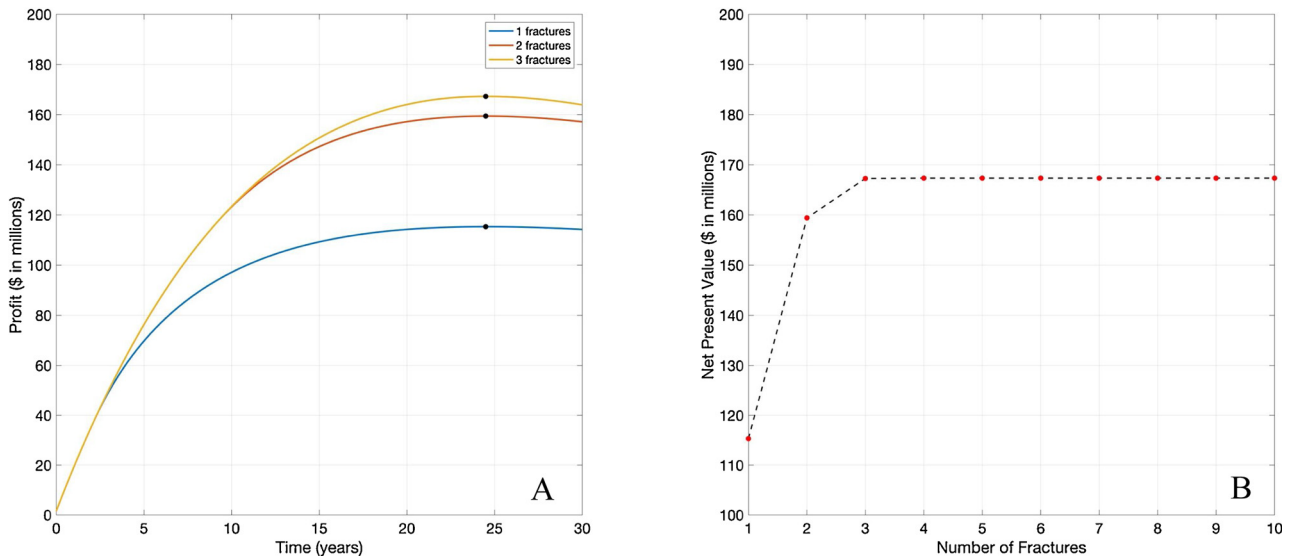 200
180
160
140
120
100
80
60
40
20
0
0 5 10 15 20 25 30
Profit ($ in millions)
Time (years)
1 fractures
2 fractures
3 fractures
A
200
190
180
170
160
150
140
130
120
110
100
1 2 3 4 5 6 7 8 9 10
Net Present Value ($ in millions)
Number of Fractures
B